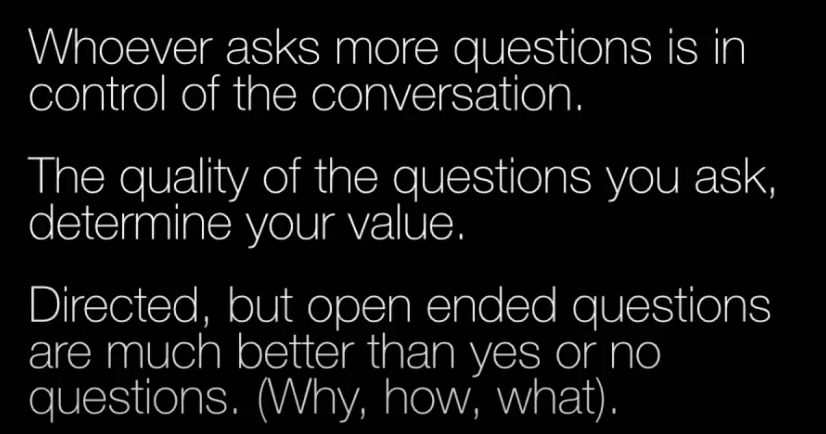 Whoever asks more questions is in
control of the conversation.
The quality of the questions you ask,
determine your value.
Directed, but open ended questions
are much better than yes or no
questions. (Why, how, what).